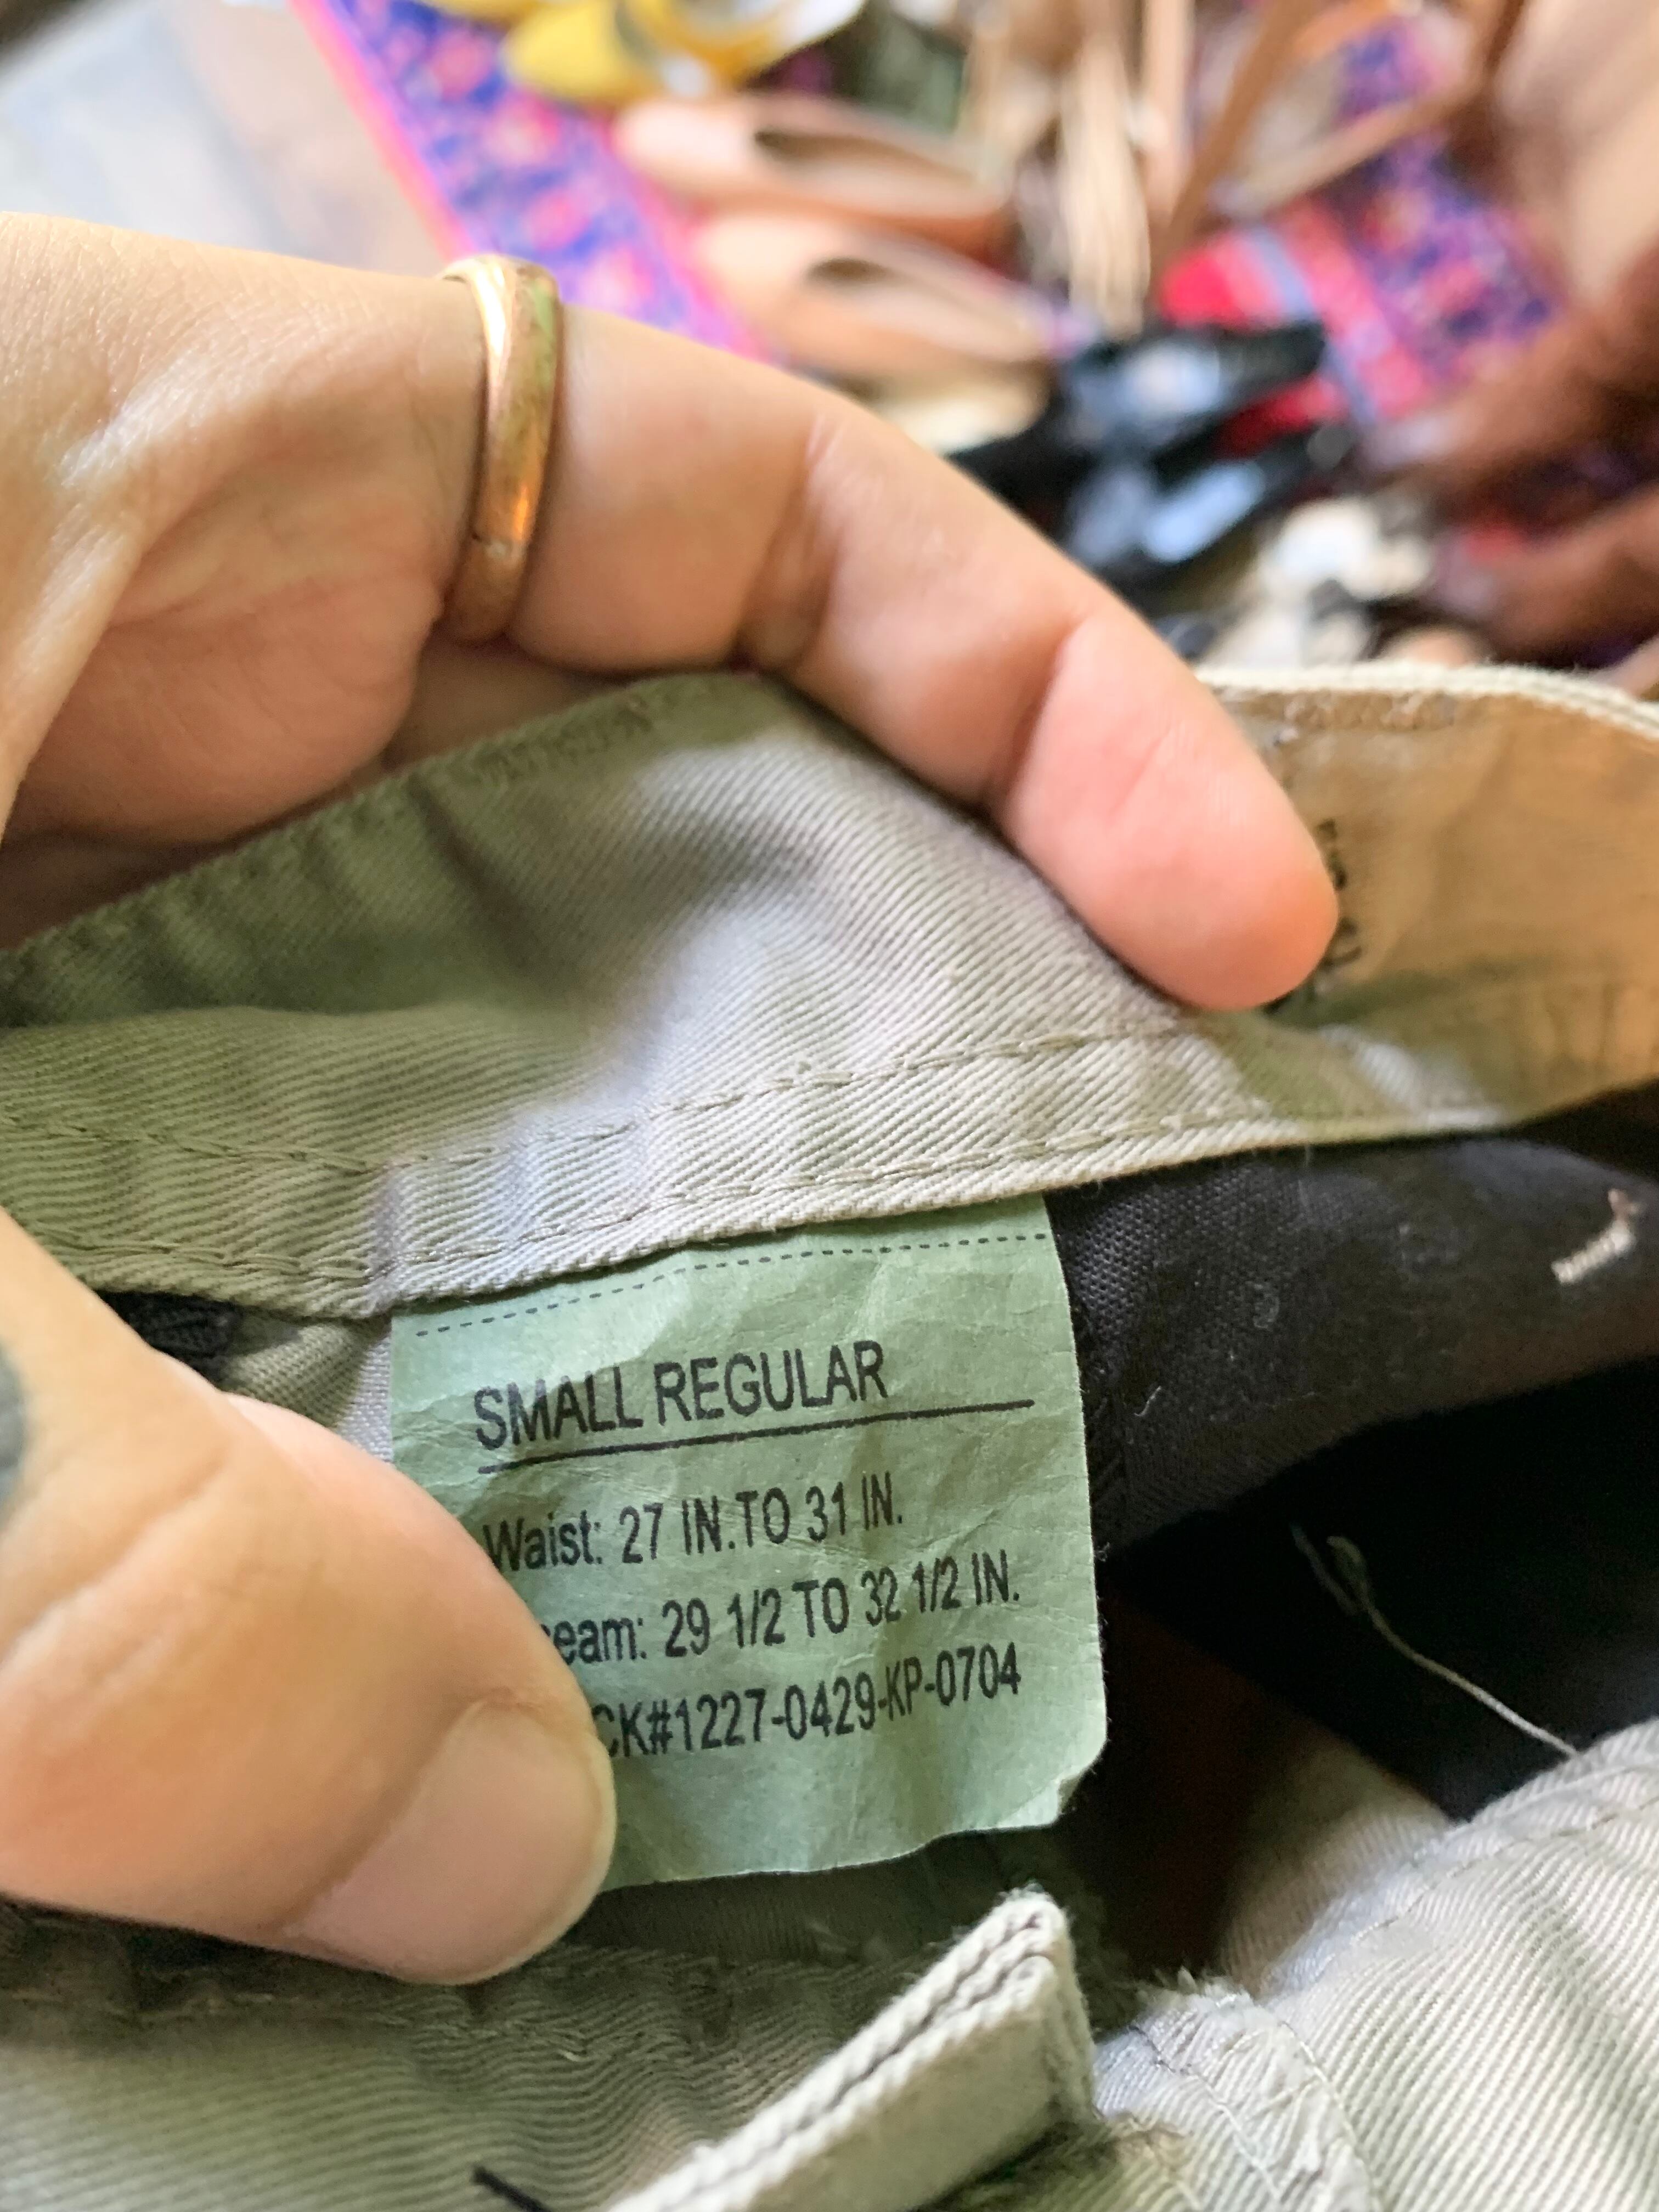 SMALL REGULAR
Waist: 27 IN. TO 31 IN.
eam: 29 1/2 TO 32 1/2 IN.
CK#1227-0429-KP-0704